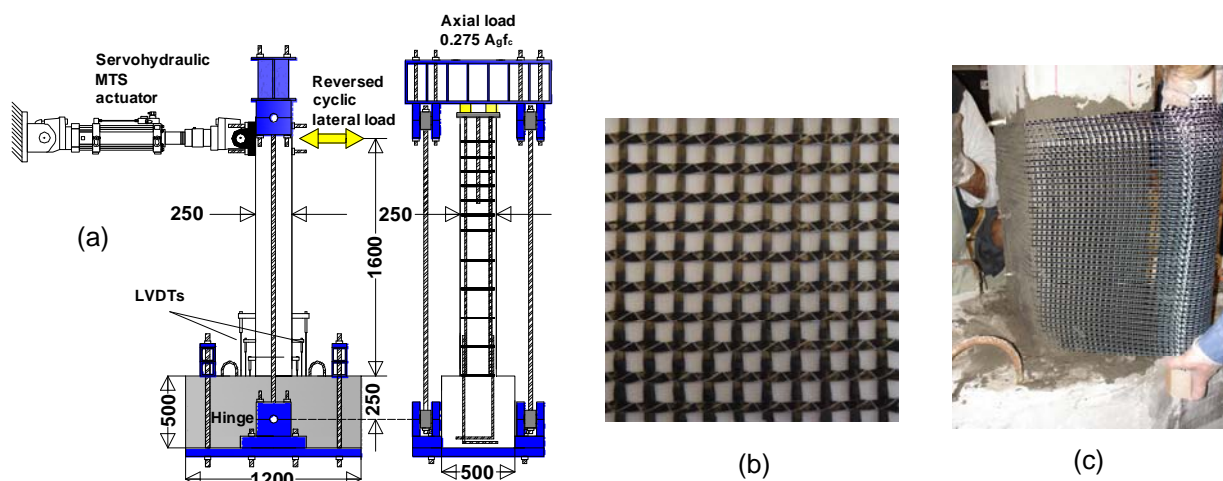 Servohydraulic
MTS
actuator
Reversed
cyclic
lateral load
Axial load
0.275 Agfc
250
250
1600
(a)
LVDTs
500
Hinge
250
1200
500
(b)
(c)